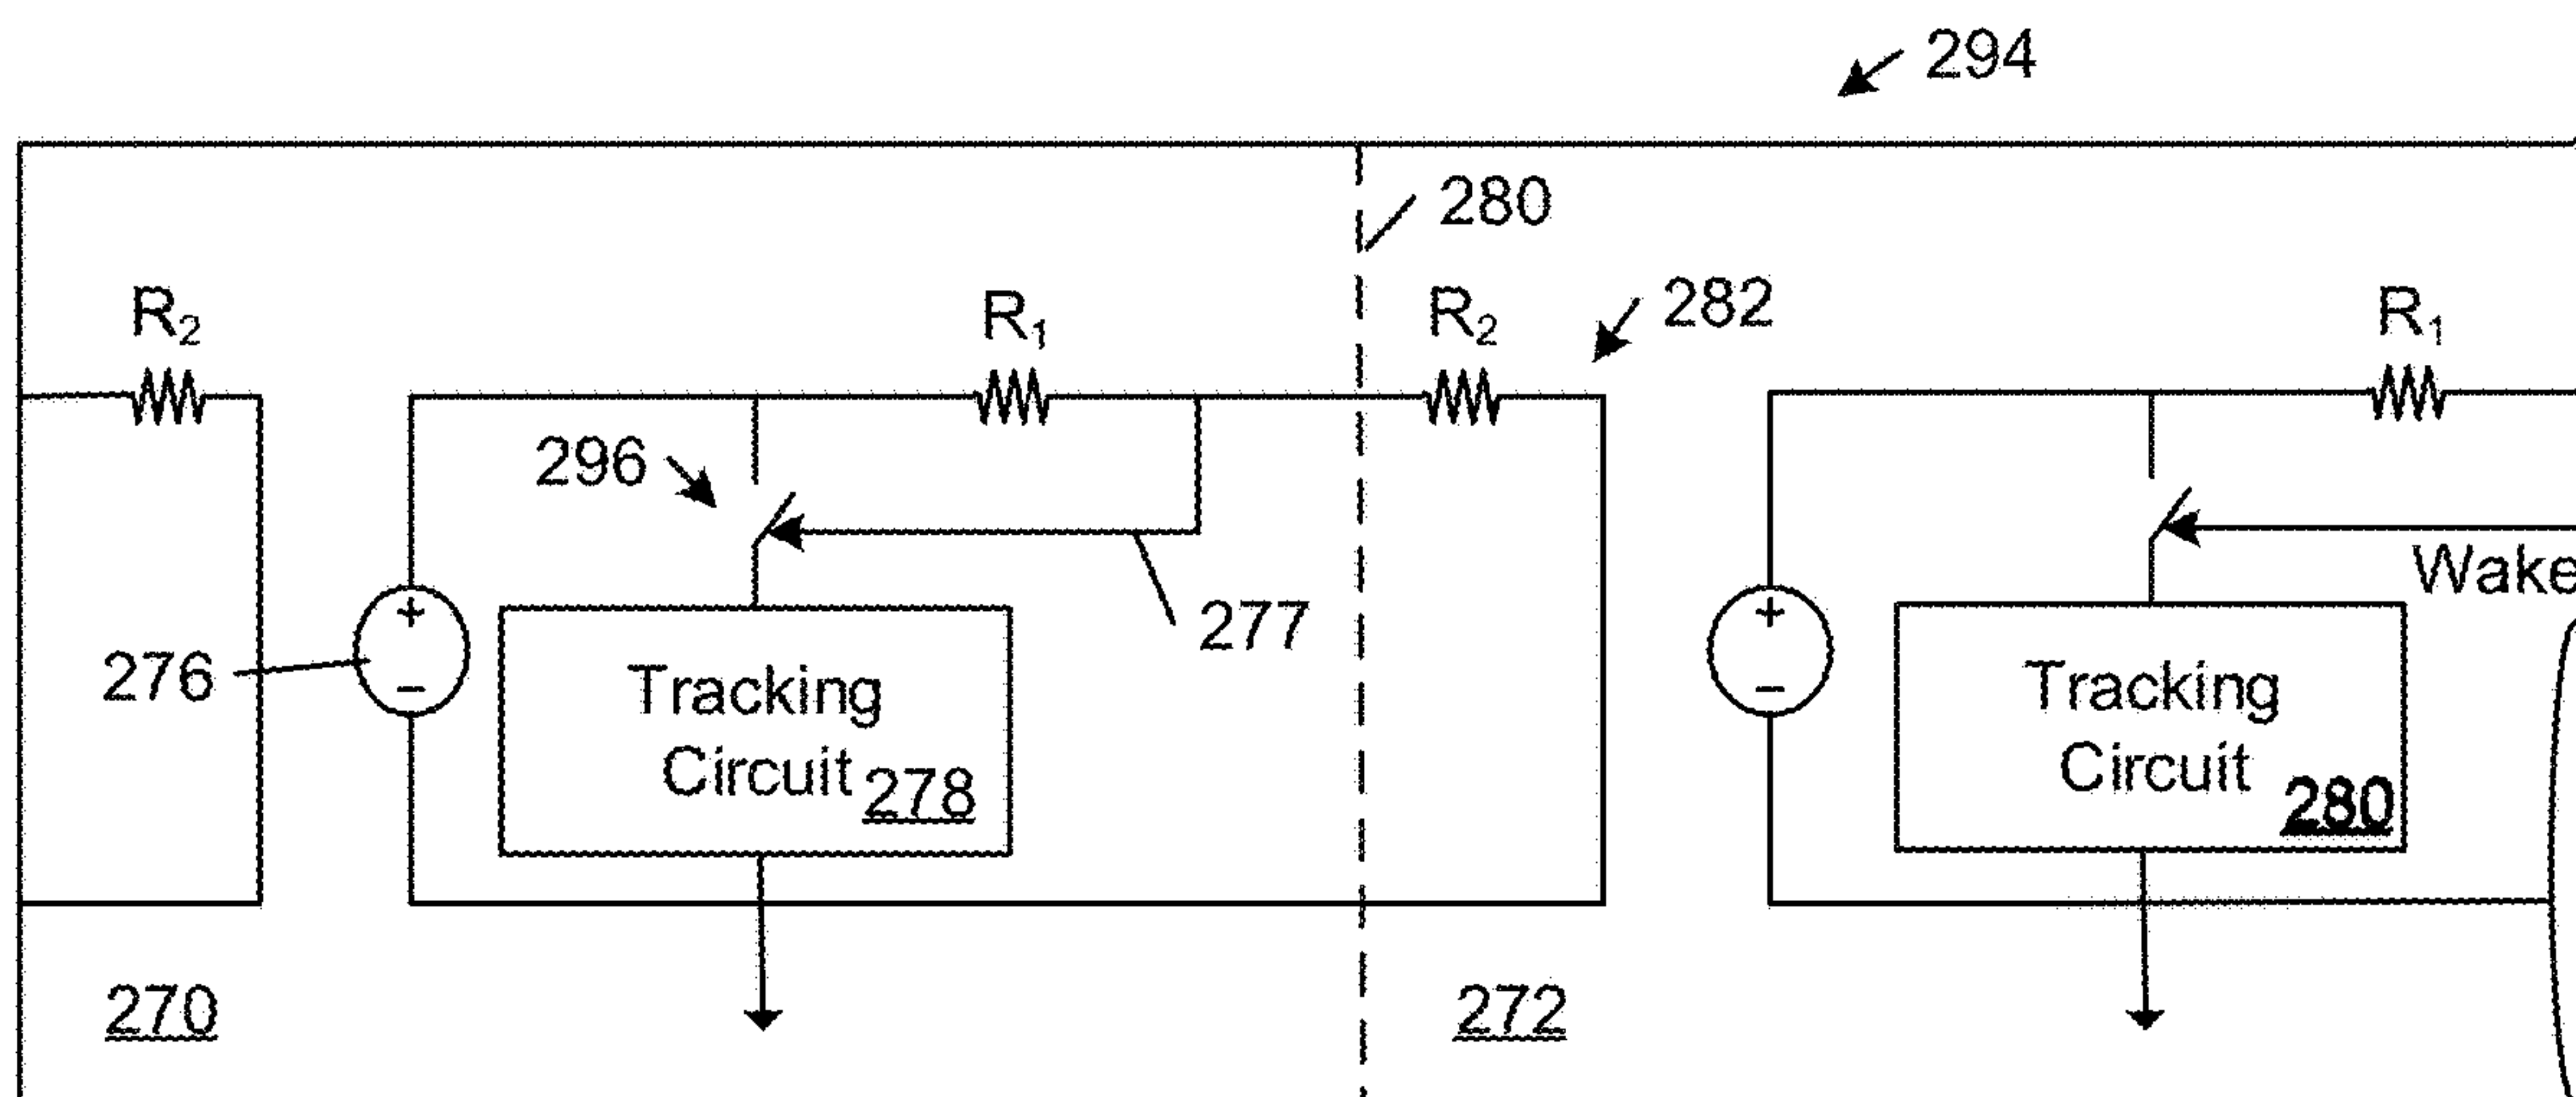 294
280
R₂
R₁
R₂
282
R₁
296
Wake
277
276
Tracking
Circuit 278
Tracking
Circuit 280
270
272